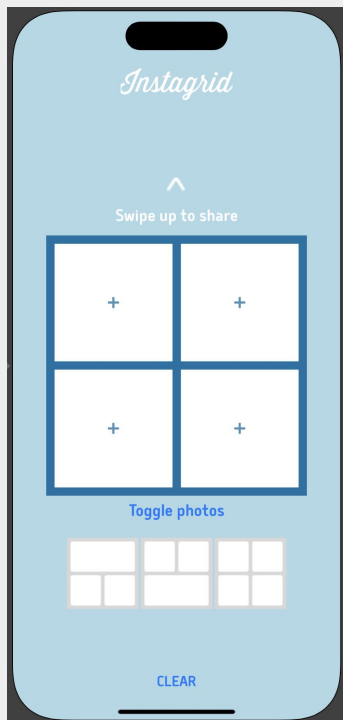 Instagrid
Swipe up to share
+ +
+ +
Toggle photos
CLEAR